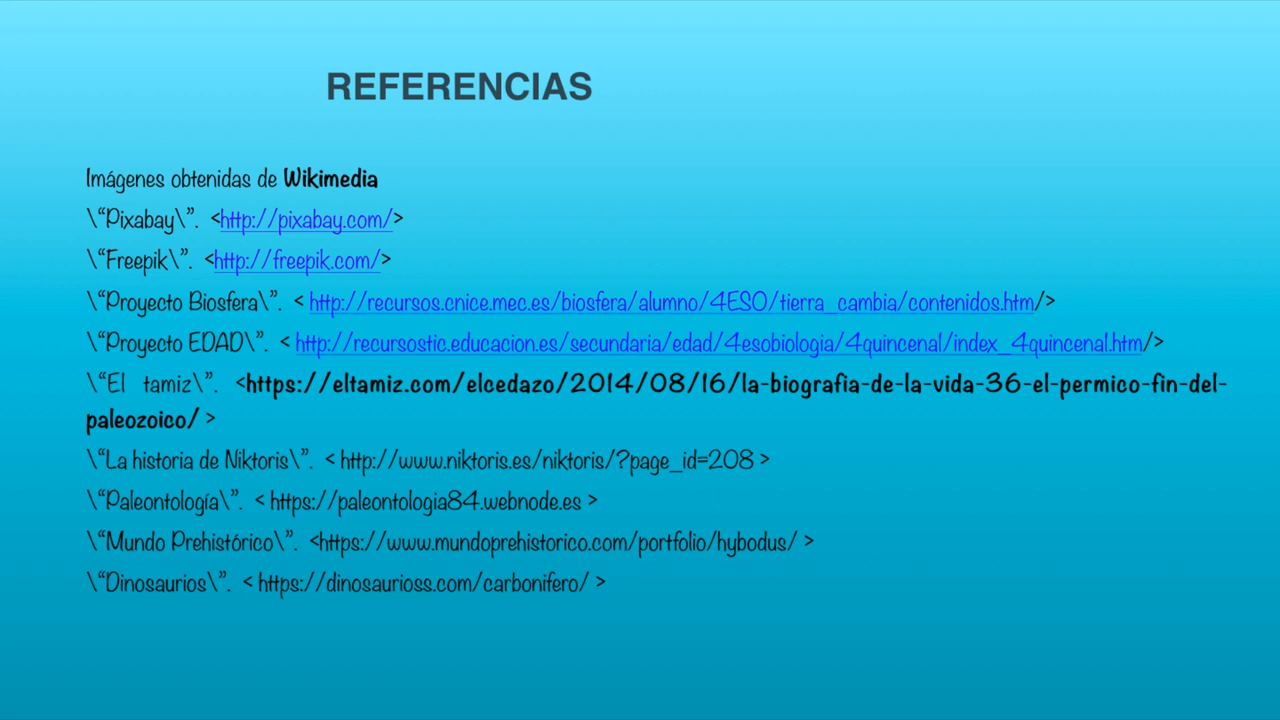 REFERENCIAS
Imágenes obtenidas de Wikimedia
\“Pixabay\”. <http://pixabay.com/>
\“Freepik\”. <http://freepik.com/>
\“Proyecto Biosfera\”. < http://recursos.cnice.mec.es/biosfera/alumno/4ESO/tierra_cambia/contenidos.htm/>
\“Proyecto EDAD\”. < http://recursostic.educacion.es/secundaria/edad/4esobiologia/4quincenal/index_4quincenal.htm/>
\“El tamiz\”. <https://eltamiz.com/elcedazo/2014/08/16/la-biografia-de-la-vida-36-el-permico-fin-del-
paleozoico/ >
\“La historia de Niktoris\”. < http://www.niktoris.es/niktoris/?page_id=208 >
\“Paleontología\”. < https://paleontologia84.webnode.es >
\“Mundo Prehistórico\”. <https://www.mundoprehistorico.com/portfolio/hybodus/ >
\“Dinosaurios\”. < https://dinosaurioss.com/carbonifero/ >